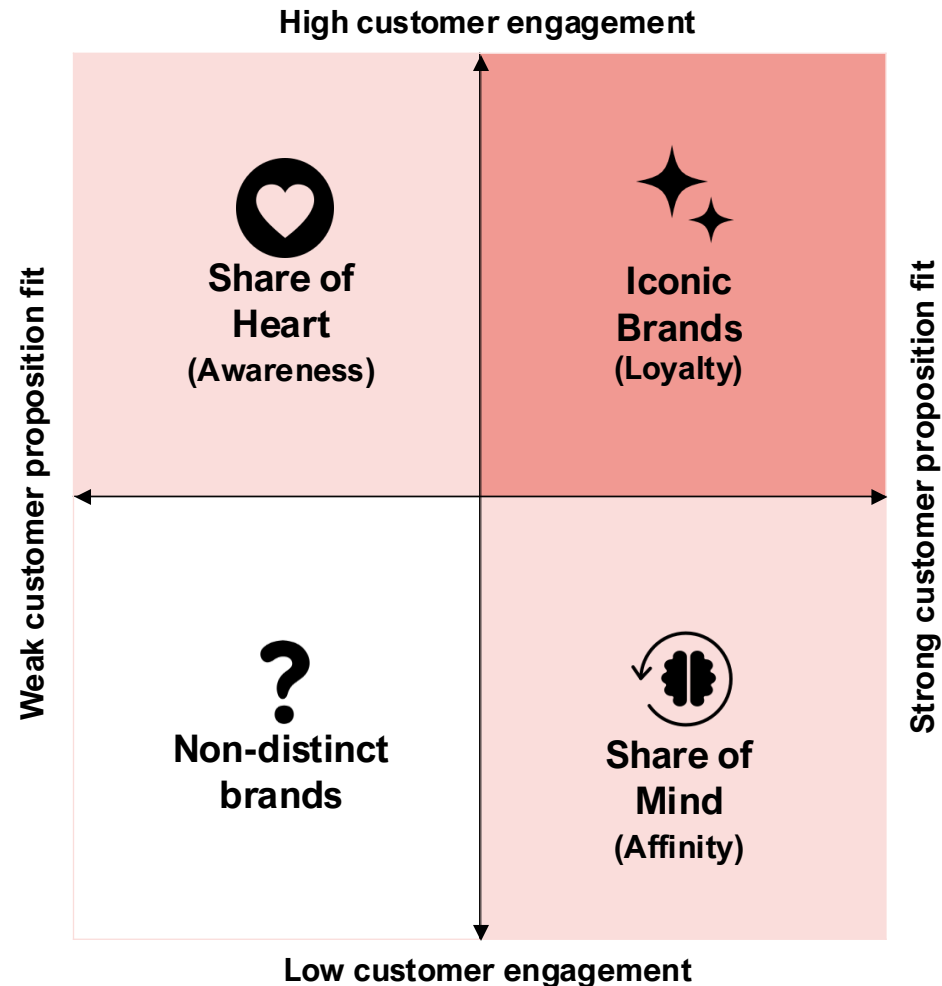 High customer engagement
Weak customer proposition fit
Share of
Heart
(Awareness)
Iconic
Brands
(Loyalty)
Strong customer proposition fit
?
Non-distinct
brands
Share of
Mind
(Affinity)
Low customer engagement